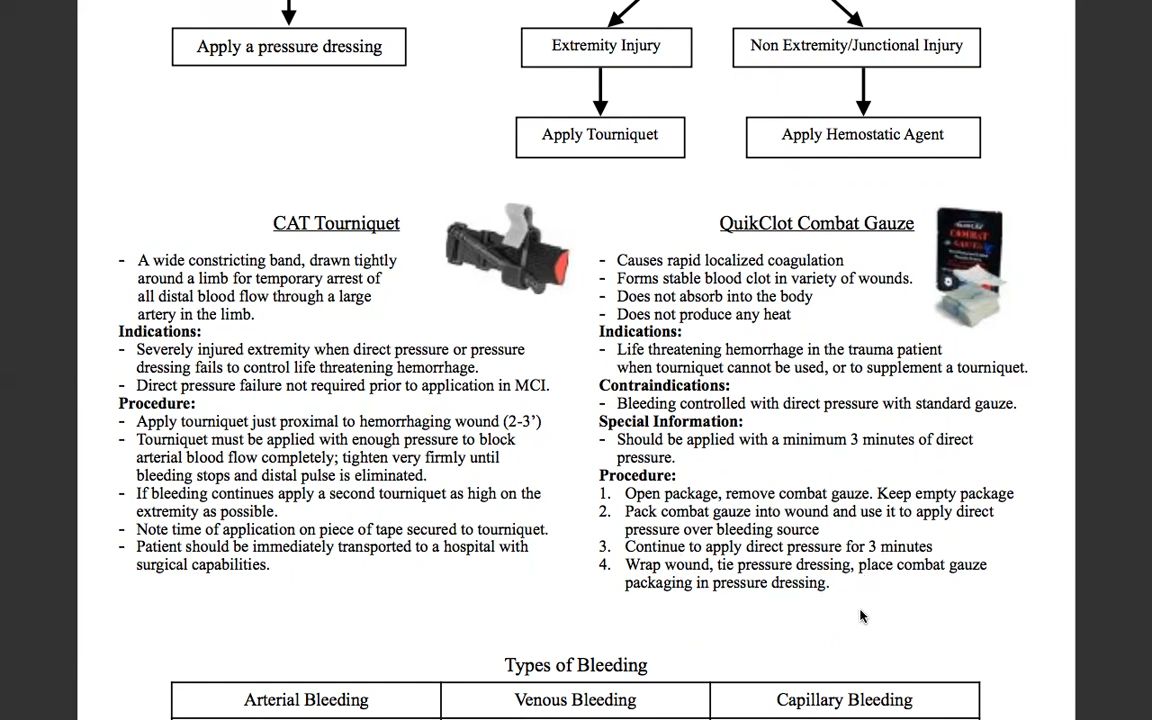 Apply a pressure dressing
Extremity Injury
Non Extremity/Junctional Injury
Apply Tourniquet
Apply Hemostatic Agent
CAT Tourniquet
- A wide constricting band, drawn tightly
around a limb for temporary arrest of
all distal blood flow through a large
artery in the limb.
Indications:
- Severely injured extremity when direct pressure or pressure
dressing fails to control life threatening hemorrhage.
- Direct pressure failure not required prior to application in MCI.
Procedure:
- Apply tourniquet just proximal to hemorrhaging wound (2-3’)
- Tourniquet must be applied with enough pressure to block
arterial blood flow completely; tighten very firmly until
bleeding stops and distal pulse is eliminated.
- If bleeding continues apply a second tourniquet as high on the
extremity as possible.
- Note time of application on piece of tape secured to tourniquet.
- Patient should be immediately transported to a hospital with
surgical capabilities.
QuikClot Combat Gauze
COMBAT
GAUZE
- Causes rapid localized coagulation
- Forms stable blood clot in variety of wounds.
- Does not absorb into the body
- Does not produce any heat
Indications:
- Life threatening hemorrhage in the trauma patient
when tourniquet cannot be used, or to supplement a tourniquet.
Contraindications:
- Bleeding controlled with direct pressure with standard gauze.
Special Information:
- Should be applied with a minimum 3 minutes of direct
pressure.
Procedure:
1. Open package, remove combat gauze. Keep empty package
2. Pack combat gauze into wound and use it to apply direct
pressure over bleeding source
3. Continue to apply direct pressure for 3 minutes
4. Wrap wound, tie pressure dressing, place combat gauze
packaging in pressure dressing.
Types of Bleeding
Arterial Bleeding
Venous Bleeding
Capillary Bleeding